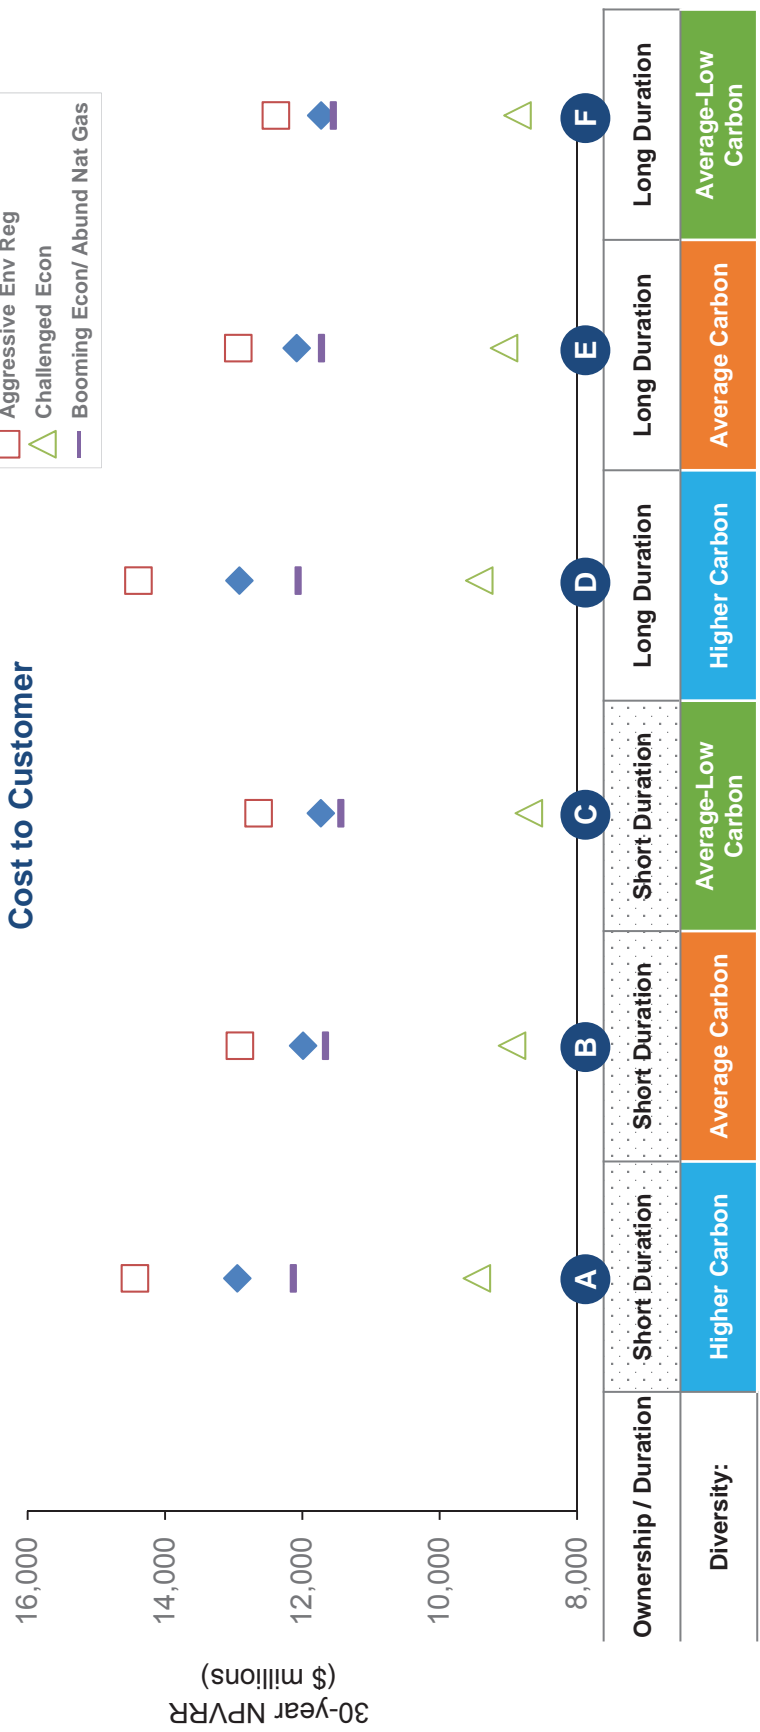 Cost to Customer
Aggressive Env Reg
Challenged Econ
Booming Econ/ Abund Nat Gas
30-year NPVRR
($ millions)
16,000
14,000
12,000
10,000
8,000
A
B
C
D
E
F
Ownership / Duration
Short Duration
Short Duration
Short Duration
Long Duration
Long Duration
Long Duration
Diversity:
Higher Carbon
Average Carbon
Average-Low
Carbon
Higher Carbon
Average Carbon
Average-Low
Carbon